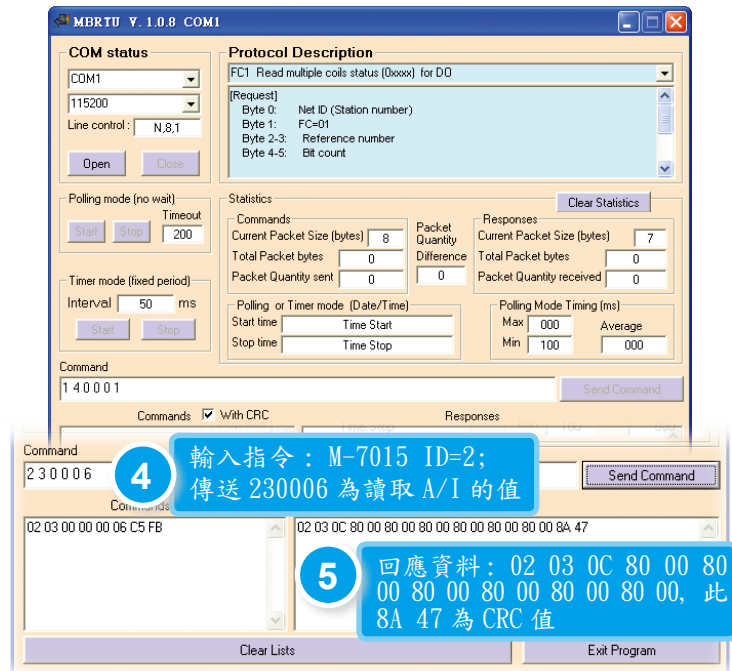 MBRTU V. 1.0.8 COM1
COM status
COM1
115200
Line control : N,8,1
Open Close
Protocol Description
FC1 Read multiple coils status (0xxxx) for DO
[Request]
Byte 0: Net ID (Station number)
Byte 1: FC=01
Byte 2-3: Reference number
Byte 4-5: Bit count
Polling mode (no wait)
Timeout
Start Stop 200
Timer mode (fixed period)
Interval 50 ms
Start Stop
Statistics
Clear Statistics
Commands
Current Packet Size (bytes) 8
Total Packet bytes 0
Packet Quantity sent 0
Packet
Quantity
Difference
0
Responses
Current Packet Size (bytes) 7
Total Packet bytes 0
Packet Quantity received 0
Polling or Timer mode (Date/Time)
Start time Time Start
Stop time Time Stop
Polling Mode Timing (ms)
Max 000 Average
Min 100 000
Command
1 4 0 0 0 1
Send Command
Commands With CRC Responses
Time Stop 100 000
Command
2 3 0 0 0 6
Send Command
4
輸入指令：M-7015 ID=2;
傳送 230006 為讀取 A/I 的值
Commands
02 03 00 00 00 06 C5 FB
02 03 0C 80 00 80 00 80 00 80 00 80 00 80 00 8A 47
5
回應資料：02 03 0C 80 00 80
00 80 00 80 00 80 00 80 00, 此
8A 47 為 CRC 值
Clear Lists
Exit Program